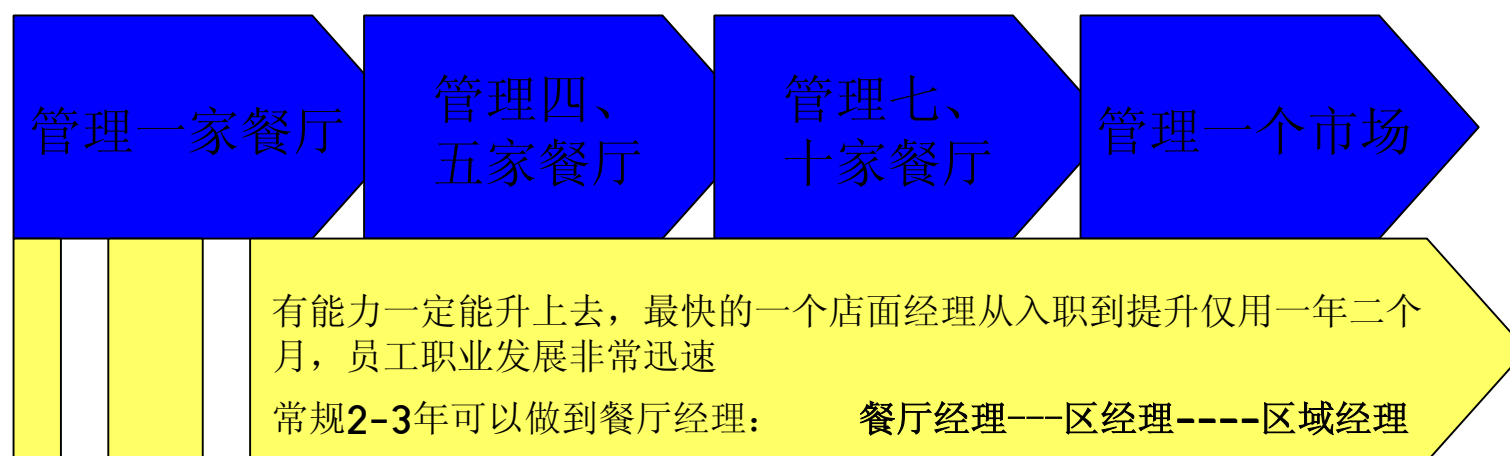 管理一家餐厅
管理四、
五家餐厅
管理七、
十家餐厅
管理一个市场
有能力一定能升上去，最快的一个店面经理从入职到提升仅用一年二个
月，员工职业发展非常迅速
常规2-3年可以做到餐厅经理： 餐厅经理---区经理----区域经理